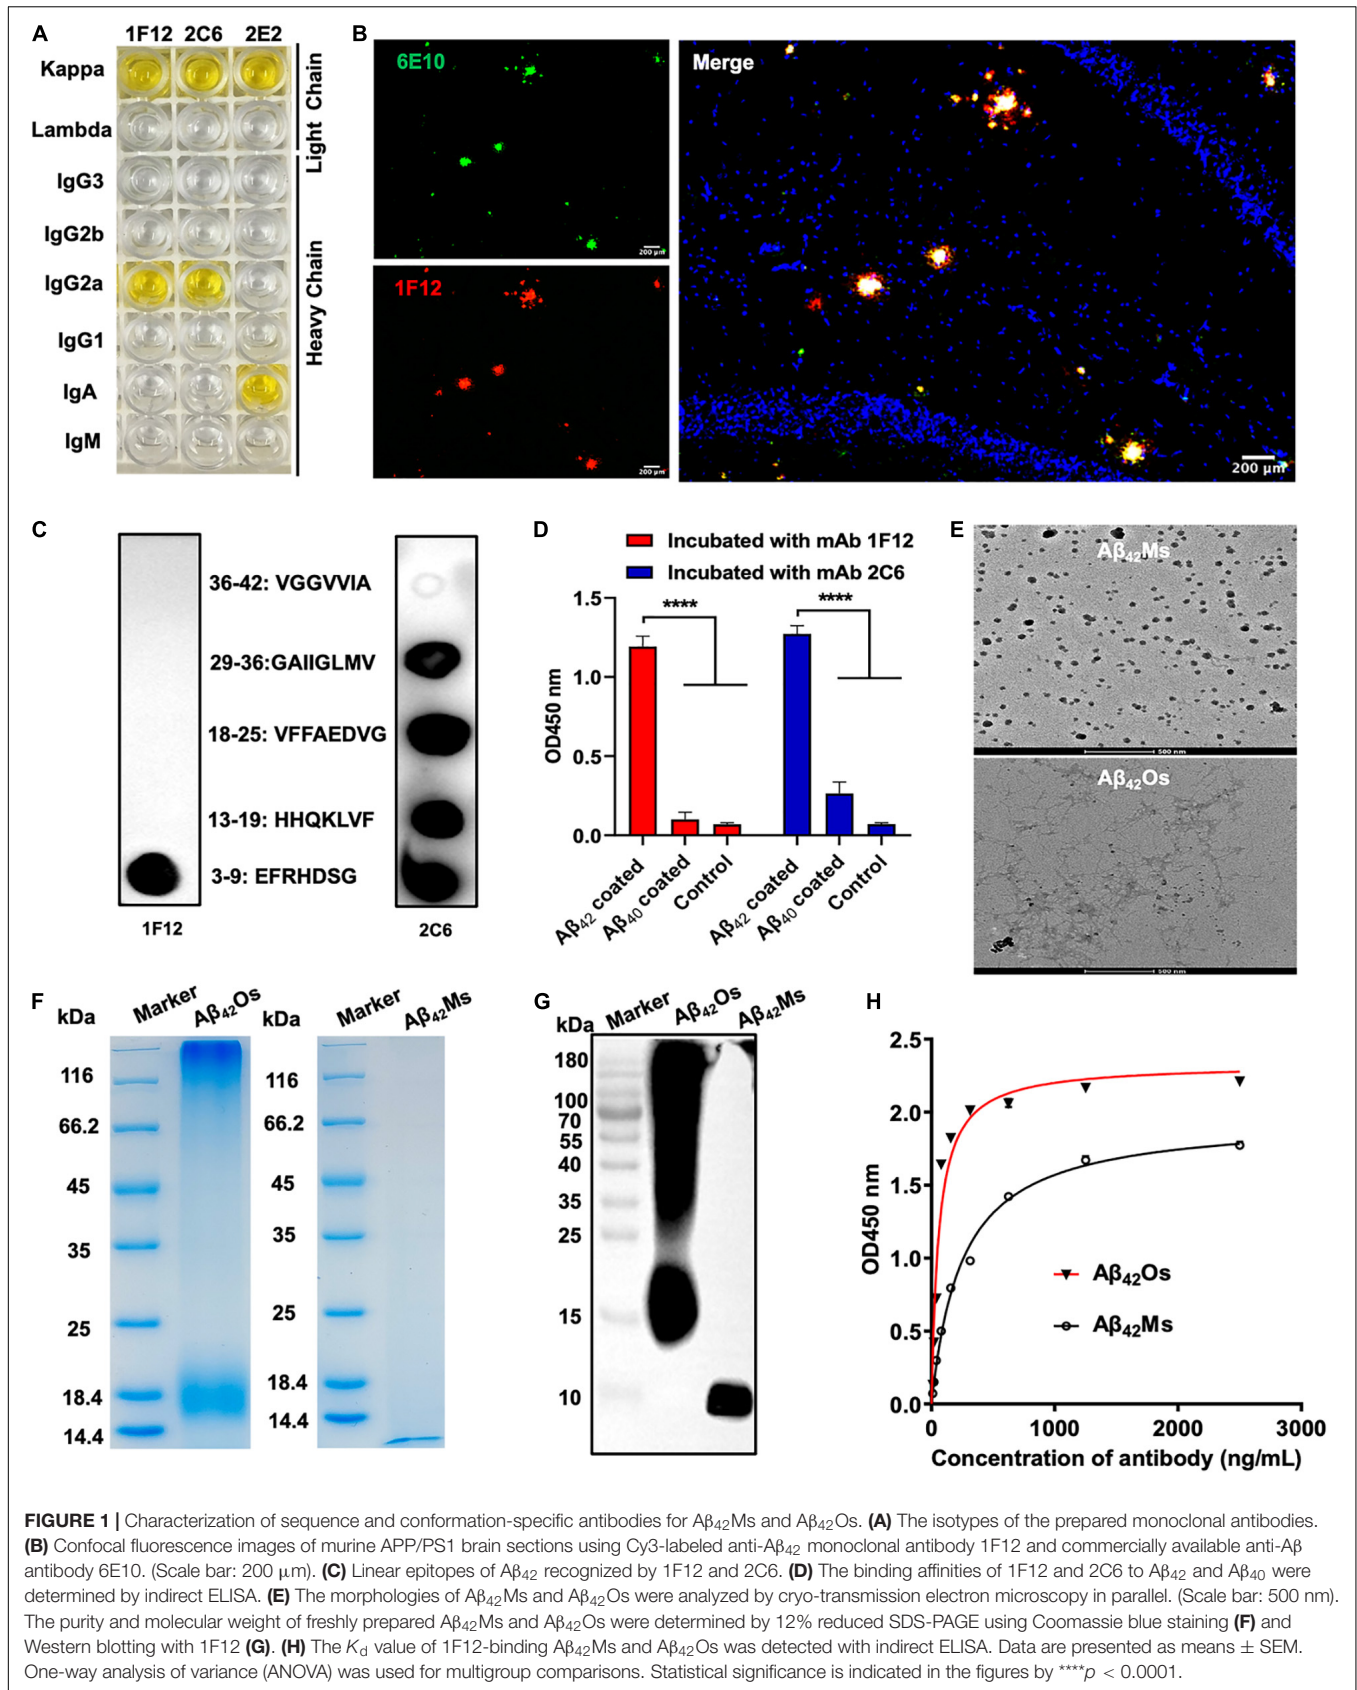 A
1F12 2C6 2E2
Kappa
Lambda
IgG3
IgG2b
IgG2a
IgG1
IgA
IgM
Light Chain
Heavy Chain
B
6E10
200 µm
1F12
200 µm
Merge
200 µm
C
36-42: VGGVVIA
29-36:GAIIGLMV
18-25: VFFAEDVG
13-19: HHQKLVF
3-9: EFRHDSG
1F12
2C6
D
Incubated with mAb 1F12
Incubated with mAb 2C6
OD450 nm
1.5
1.0
0.5
0.0
****
****
Aβ42 coated
Aβ40 coated
Control
Aβ42 coated
Aβ40 coated
Control
E
Aβ42Ms
500 nm
Aβ42Os
500 nm
F
kDa
Marker
Aβ42Os
116
66.2
45
35
25
18.4
14.4
kDa
Marker
Aβ42Ms
116
66.2
45
35
25
18.4
14.4
G
kDa
Marker
Aβ42Os
Aβ42Ms
180
100
70
55
40
35
25
15
10
H
OD450 nm
2.5
2.0
1.5
1.0
0.5
0.0
0 1000 2000 3000
Concentration of antibody (ng/mL)
Aβ42Os
Aβ42Ms
FIGURE 1 | Characterization of sequence and conformation-specific antibodies for Aβ42Ms and Aβ42Os. (A) The isotypes of the prepared monoclonal antibodies.
(B) Confocal fluorescence images of murine APP/PS1 brain sections using Cy3-labeled anti-Aβ42 monoclonal antibody 1F12 and commercially available anti-Aβ
antibody 6E10. (Scale bar: 200 µm). (C) Linear epitopes of Aβ42 recognized by 1F12 and 2C6. (D) The binding affinities of 1F12 and 2C6 to Aβ42 and Aβ40 were
determined by indirect ELISA. (E) The morphologies of Aβ42Ms and Aβ42Os were analyzed by cryo-transmission electron microscopy in parallel. (Scale bar: 500 nm).
The purity and molecular weight of freshly prepared Aβ42Ms and Aβ42Os were determined by 12% reduced SDS-PAGE using Coomassie blue staining (F) and
Western blotting with 1F12 (G). (H) The Kd value of 1F12-binding Aβ42Ms and Aβ42Os was detected with indirect ELISA. Data are presented as means ± SEM.
One-way analysis of variance (ANOVA) was used for multigroup comparisons. Statistical significance is indicated in the figures by ****p < 0.0001.